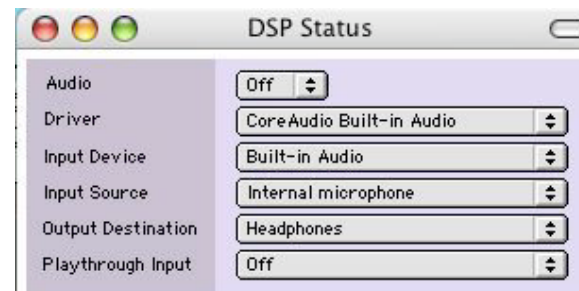 DSP Status
Audio Off
Driver CoreAudio Built-in Audio
Input Device Built-in Audio
Input Source Internal microphone
Output Destination Headphones
Playthrough Input Off